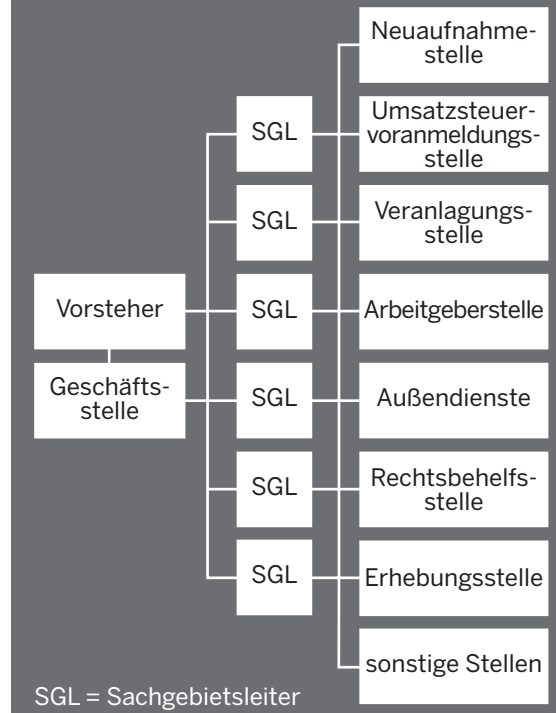 Vorsteher
Geschäfts-
stelle
SGL
SGL
SGL
SGL
SGL
SGL
Neuaufnahme-
stelle
Umsatzsteuer-
voranmeldungs-
stelle
Veranlagungs-
stelle
Arbeitgeberstelle
Außendienste
Rechtsbehelfs-
stelle
Erhebungsstelle
sonstige Stellen
SGL = Sachgebietsleiter